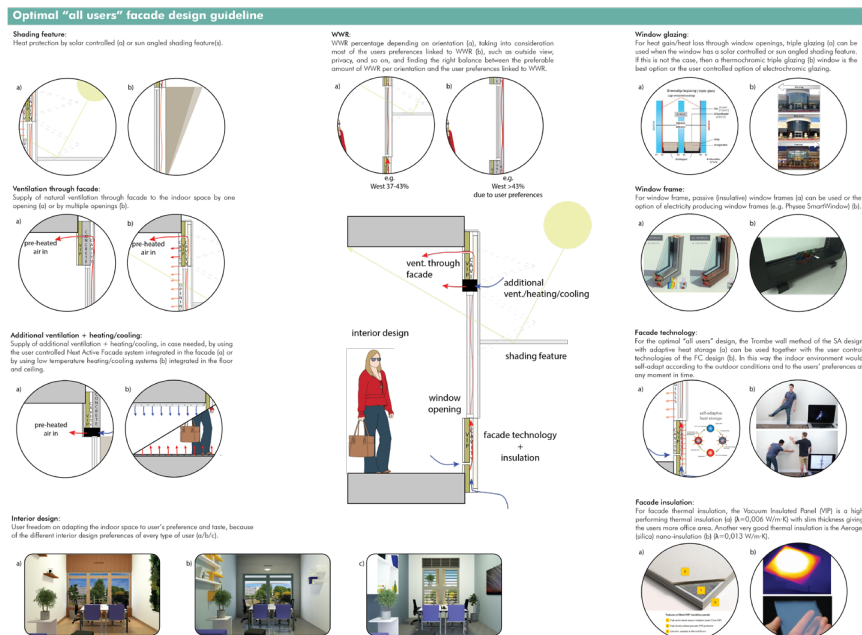 Optimal "all users" facade design guideline
Shading feature:
Heat protection by solar controlled (a) or sun angled shading feature(s).
a)
b)
Ventilation through facade:
Supply of natural ventilation through facade to the indoor space by one
opening (a) or by multiple openings (b).
a)
b)
pre-heated
air in
pre-heated
air in
Additional ventilation + heating/cooling:
Supply of additional ventilation + heating/cooling, in case needed, by using
the user controlled Next Active Facade system integrated in the facade (a) or
by using low temperature heating/cooling systems (b) integrated in the floor
and ceiling.
a)
b)
pre-heated
air in
Interior design:
User freedom on adapting the indoor space to user's preference and taste, because
of the different interior design preferences of every type of user (a/b/c).
a)
b)
c)
WWR:
WWR percentage depending on orientation (a), taking into consideration
most of the users preferences linked to WWR (b), such as outside view,
privacy, and so on, and finding the right balance between the preferable
amount of WWR per orientation and the user preferences linked to WWR.
a)
b)
e.g.
West 37-43%
e.g.
West >43%
due to user preferences
vent. through
facade
additional
vent./heating/cooling
interior design
shading feature
window
opening
facade technology
+
insulation
Window glazing:
For heat gain/heat loss through window openings, triple glazing (a) can be
used when the window has a solar controlled or sun angled shading feature.
If this is not the case, then a thermochromic triple glazing (b) window is the
best option or the user controlled option of electrochromic glazing.
a)
b)
Window frame:
For window frame, passive (insulative) window frames (a) can be used or the
option of electricity producing window frames (e.g. Physee SmartWindow) (b).
a)
b)
Facade technology:
For the optimal "all users" design, the Trombe wall method of the SA design
with adaptive heat storage (a) can be used together with the user control
technologies of the FC design (b). In this way the indoor environment would
self-adapt according to the outdoor conditions and to the users' preferences at
any moment in time.
a)
b)
self-adaptive
heat storage
Facade insulation:
For facade thermal insulation, the Vacuum Insulated Panel (VIP) is a high
performing thermal insulation (a) (λ=0,006 W/m·K) with slim thickness giving
the users more office area. Another very good thermal insulation is the Aerogel
(silica) nano-insulation (b) (λ=0,013 W/m·K).
a)
b)